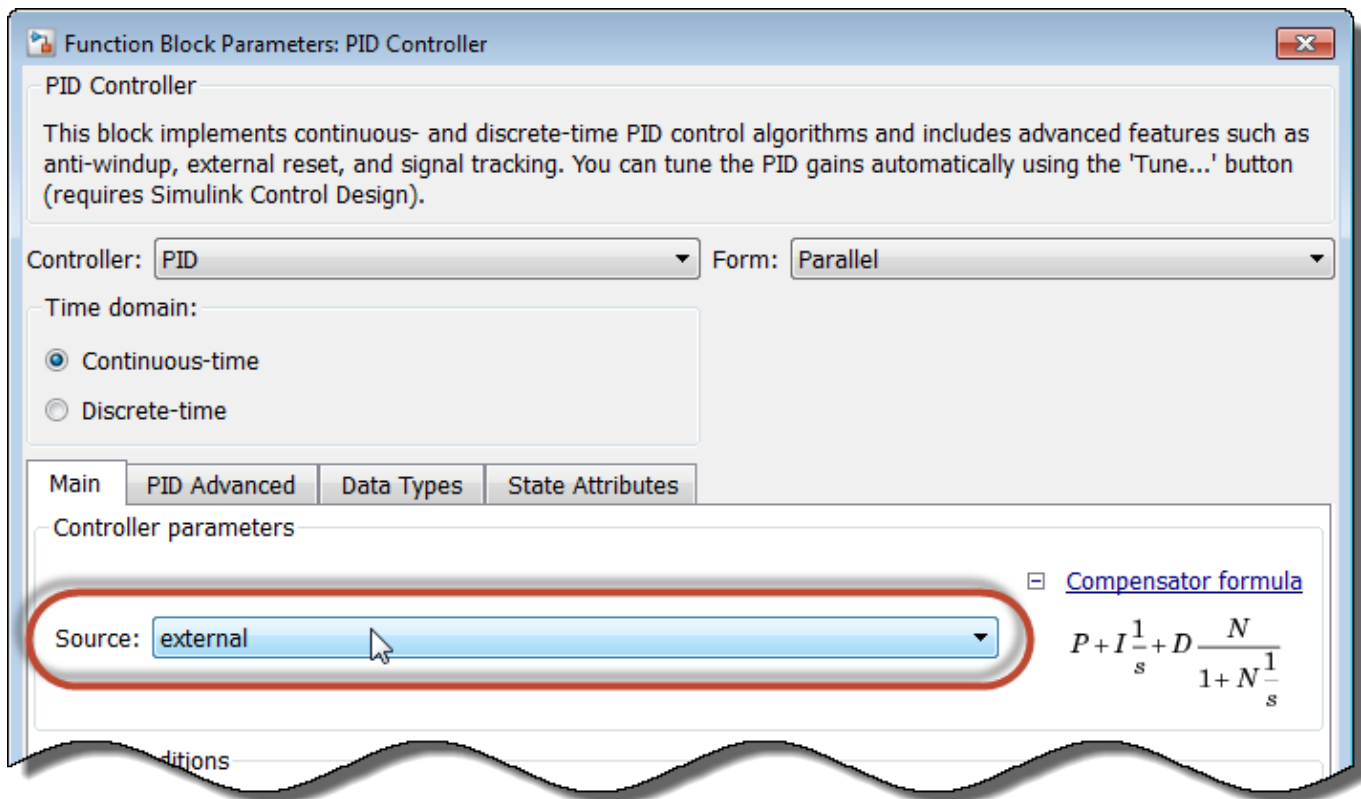 Function Block Parameters: PID Controller
PID Controller
This block implements continuous- and discrete-time PID control algorithms and includes advanced features such as
anti-windup, external reset, and signal tracking. You can tune the PID gains automatically using the 'Tune...' button
(requires Simulink Control Design).
Controller: PID Form: Parallel
Time domain:
Continuous-time
Discrete-time
Main PID Advanced Data Types State Attributes
Controller parameters
Compensator formula
Source: external
P + I 1/s + D N/(1 + N 1/s)